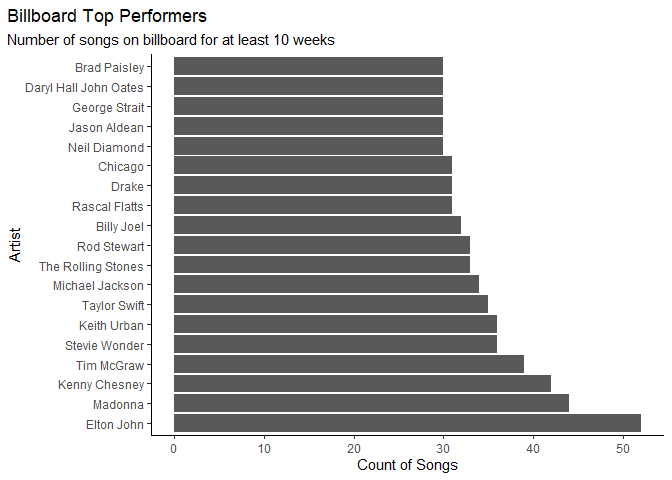 Billboard Top Performers
Number of songs on billboard for at least 10 weeks
Artist
Brad Paisley
Daryl Hall John Oates
George Strait
Jason Aldean
Neil Diamond
Chicago
Drake
Rascal Flatts
Billy Joel
Rod Stewart
The Rolling Stones
Michael Jackson
Taylor Swift
Keith Urban
Stevie Wonder
Tim McGraw
Kenny Chesney
Madonna
Elton John
0 10 20 30 40 50
Count of Songs